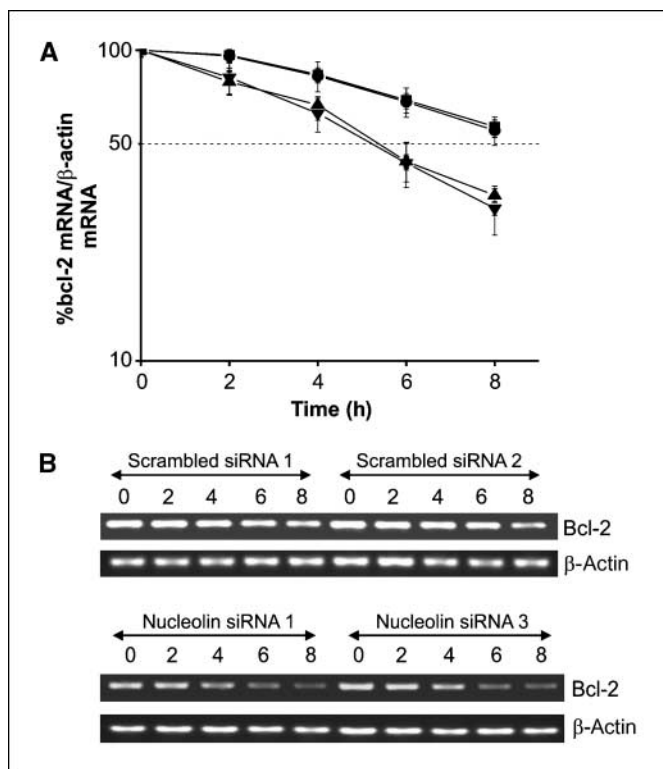 A
100
50
10
%bcl-2 mRNA/β-actin
mRNA
0 2 4 6 8
Time (h)
B
Scrambled siRNA 1 Scrambled siRNA 2
0 2 4 6 8 0 2 4 6 8
Bcl-2
β-Actin
Nucleolin siRNA 1 Nucleolin siRNA 3
0 2 4 6 8 0 2 4 6 8
Bcl-2
β-Actin